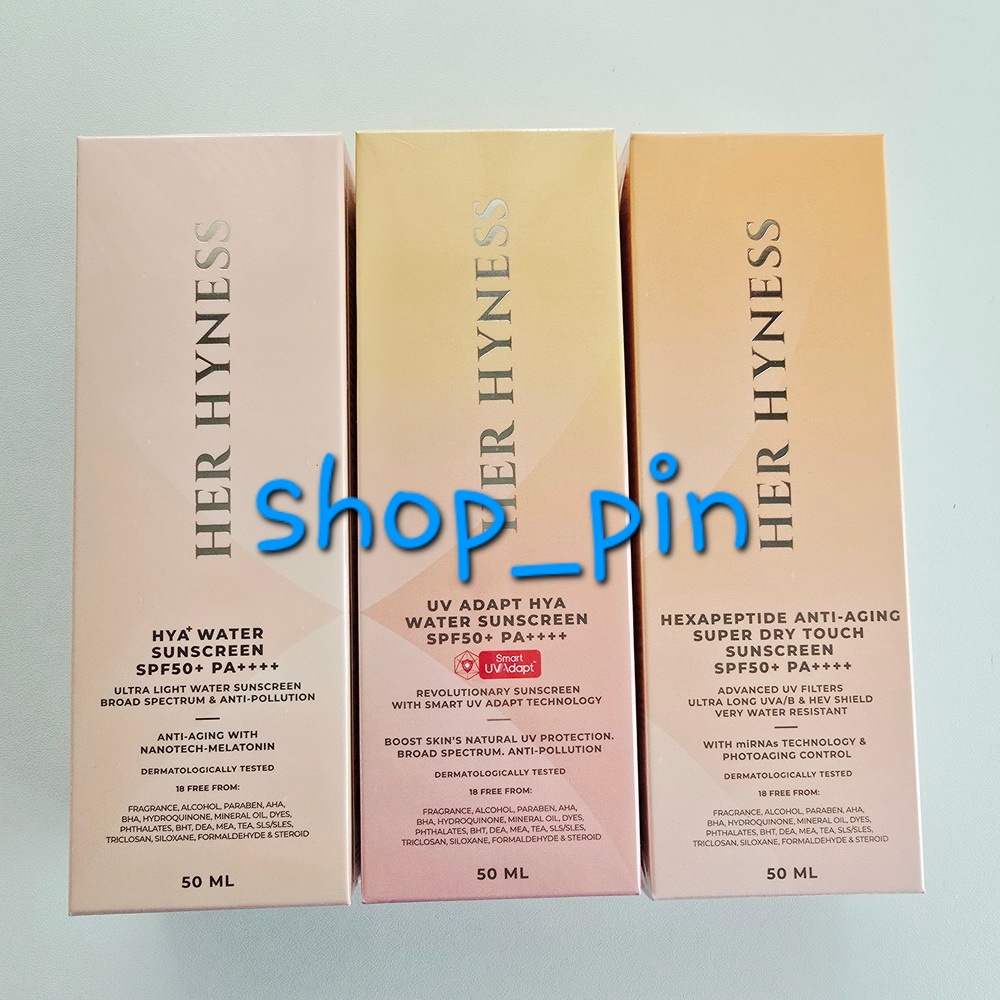 HER HYNESS
HYA+ WATER
SUNSCREEN
SPF50+ PA++++
ULTRA LIGHT WATER SUNSCREEN
BROAD SPECTRUM & ANTI-POLLUTION
ANTI-AGING WITH
NANOTECH-MELATONIN
DERMATOLOGICALLY TESTED
18 FREE FROM:
FRAGRANCE, ALCOHOL, PARABEN, AHA,
BHA, HYDROQUINONE, MINERAL OIL, DYES,
PHTHALATES, BHT, DEA, MEA, TEA, SLS/SLES,
TRICLOSAN, SILOXANE, FORMALDEHYDE & STEROID
50 ML
HER HYNESS
UV ADAPT HYA
WATER SUNSCREEN
SPF50+ PA++++
Smart
UV Adapt™
REVOLUTIONARY SUNSCREEN
WITH SMART UV ADAPT TECHNOLOGY
BOOST SKIN'S NATURAL UV PROTECTION.
BROAD SPECTRUM. ANTI-POLLUTION
DERMATOLOGICALLY TESTED
18 FREE FROM:
FRAGRANCE, ALCOHOL, PARABEN, AHA,
BHA, HYDROQUINONE, MINERAL OIL, DYES,
PHTHALATES, BHT, DEA, MEA, TEA, SLS/SLES,
TRICLOSAN, SILOXANE, FORMALDEHYDE & STEROID
50 ML
HER HYNESS
HEXAPEPTIDE ANTI-AGING
SUPER DRY TOUCH
SUNSCREEN
SPF50+ PA++++
ADVANCED UV FILTERS
ULTRA LONG UVA/B & HEV SHIELD
VERY WATER RESISTANT
WITH miRNAs TECHNOLOGY &
PHOTOAGING CONTROL
DERMATOLOGICALLY TESTED
18 FREE FROM:
FRAGRANCE, ALCOHOL, PARABEN, AHA,
BHA, HYDROQUINONE, MINERAL OIL, DYES,
PHTHALATES, BHT, DEA, MEA, TEA, SLS/SLES,
TRICLOSAN, SILOXANE, FORMALDEHYDE & STEROID
50 ML
shop_pin